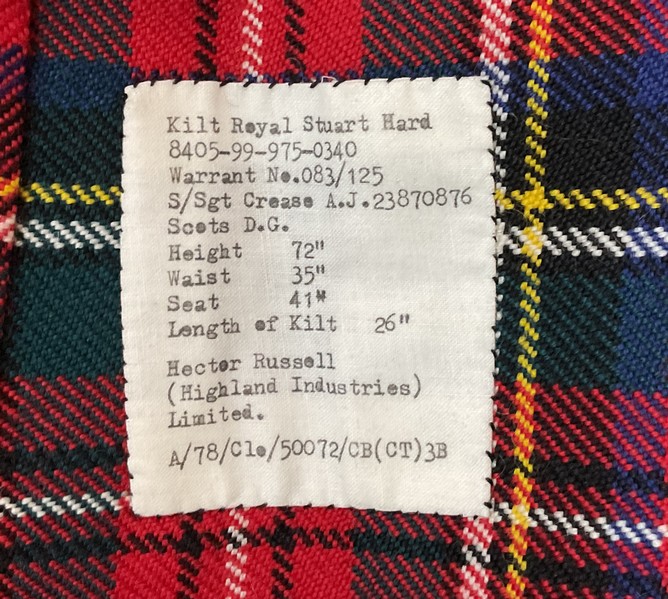 Kilt Royal Stuart Hard
8405-99-975-0340
Warrant No.083/125
S/Sgt Crease A.J.23870876
Scots D.G.
Height 72"
Waist 35"
Seat 41"
Length of Kilt 26"
Hector Russell
(Highland Industries)
Limited.
A/78/Clo/50072/CB(CT)3B